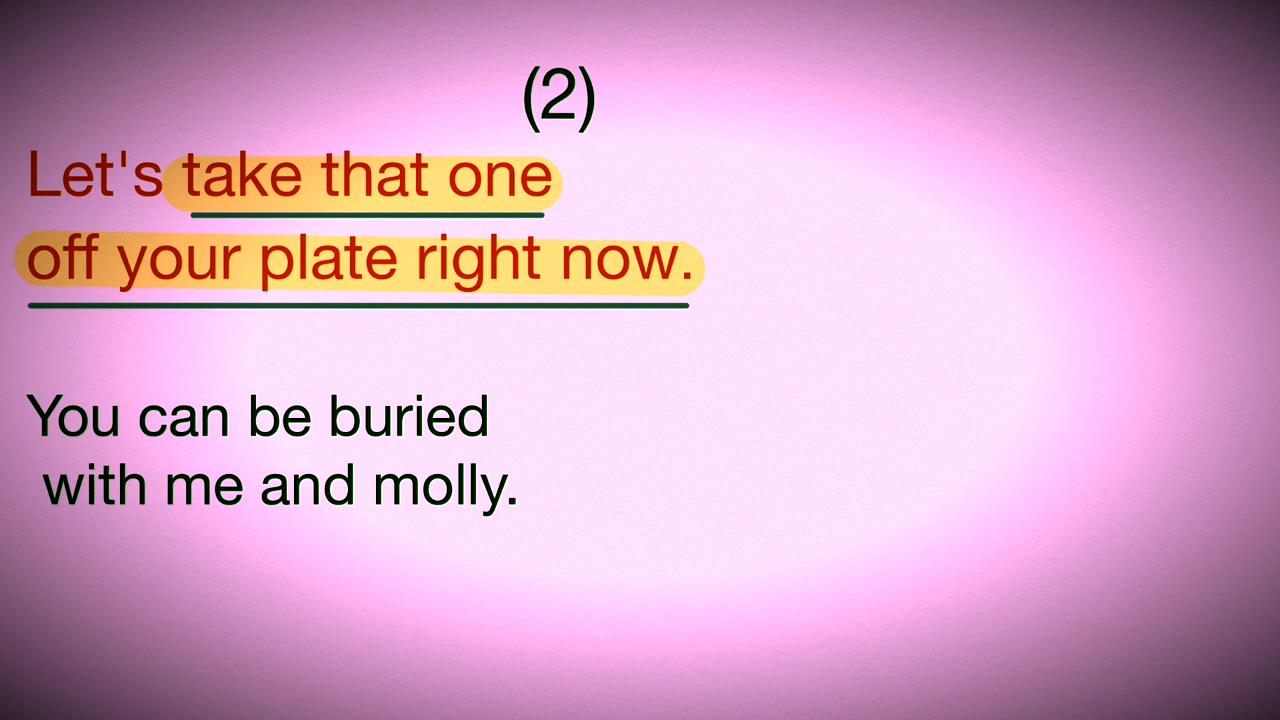 (2)
Let's take that one
off your plate right now.
You can be buried
with me and molly.